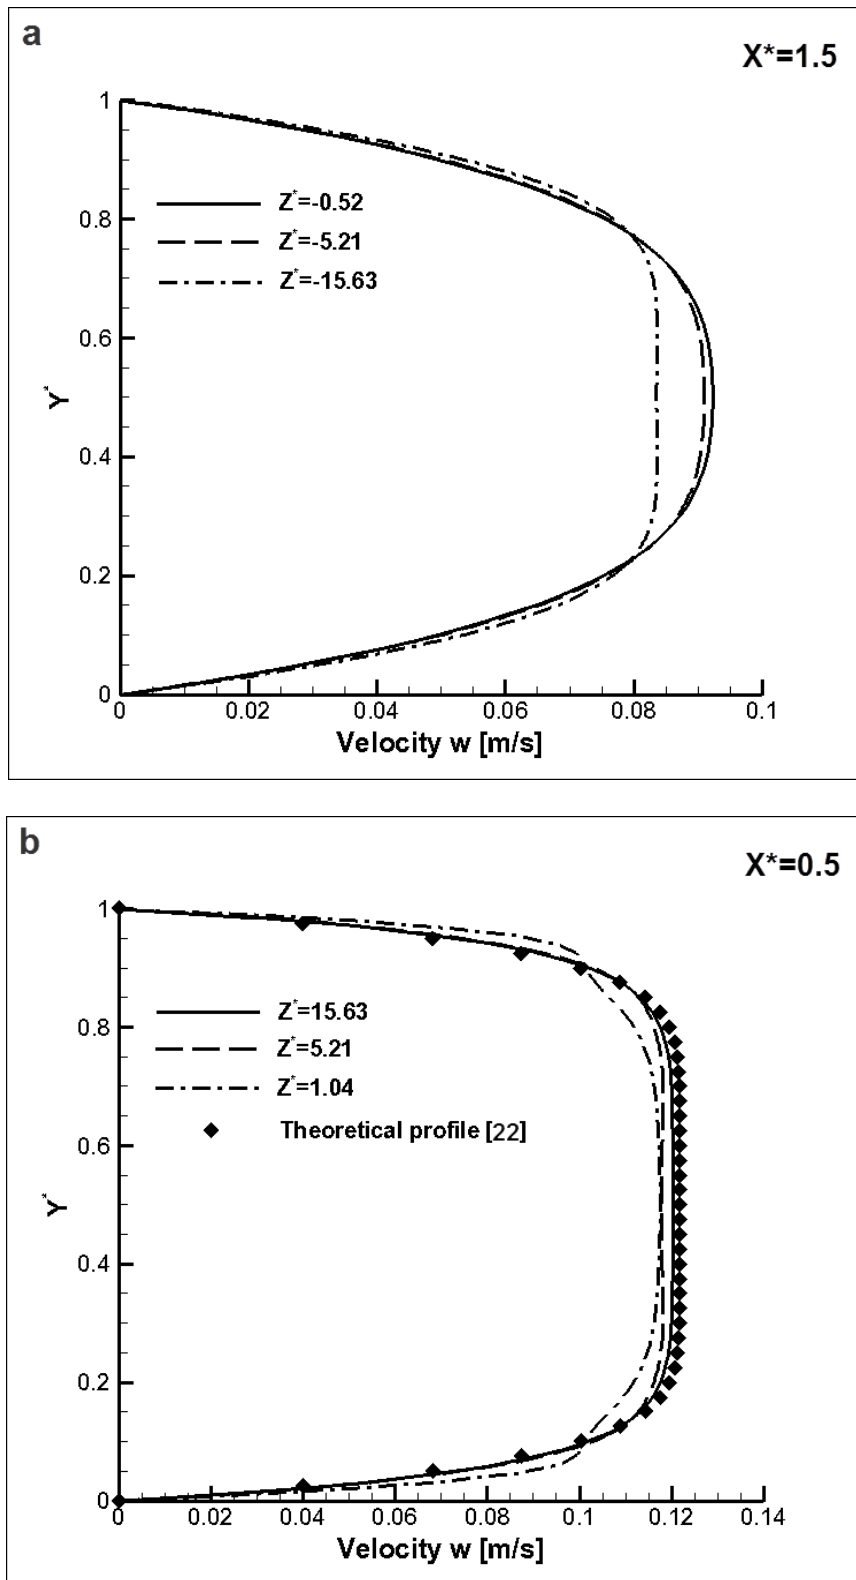 a
X*=1.5
1
Z*=-0.52
0.8
Z*=-5.21
Z*=-15.63
0.6
Y*
0.4
0.2
0
0 0.02 0.04 0.06 0.08 0.1
Velocity w [m/s]
b
X*=0.5
1
Z*=15.63
0.8
Z*=5.21
Z*=1.04
Theoretical profile [22]
0.6
Y*
0.4
0.2
0
0 0.02 0.04 0.06 0.08 0.1 0.12 0.14
Velocity w [m/s]